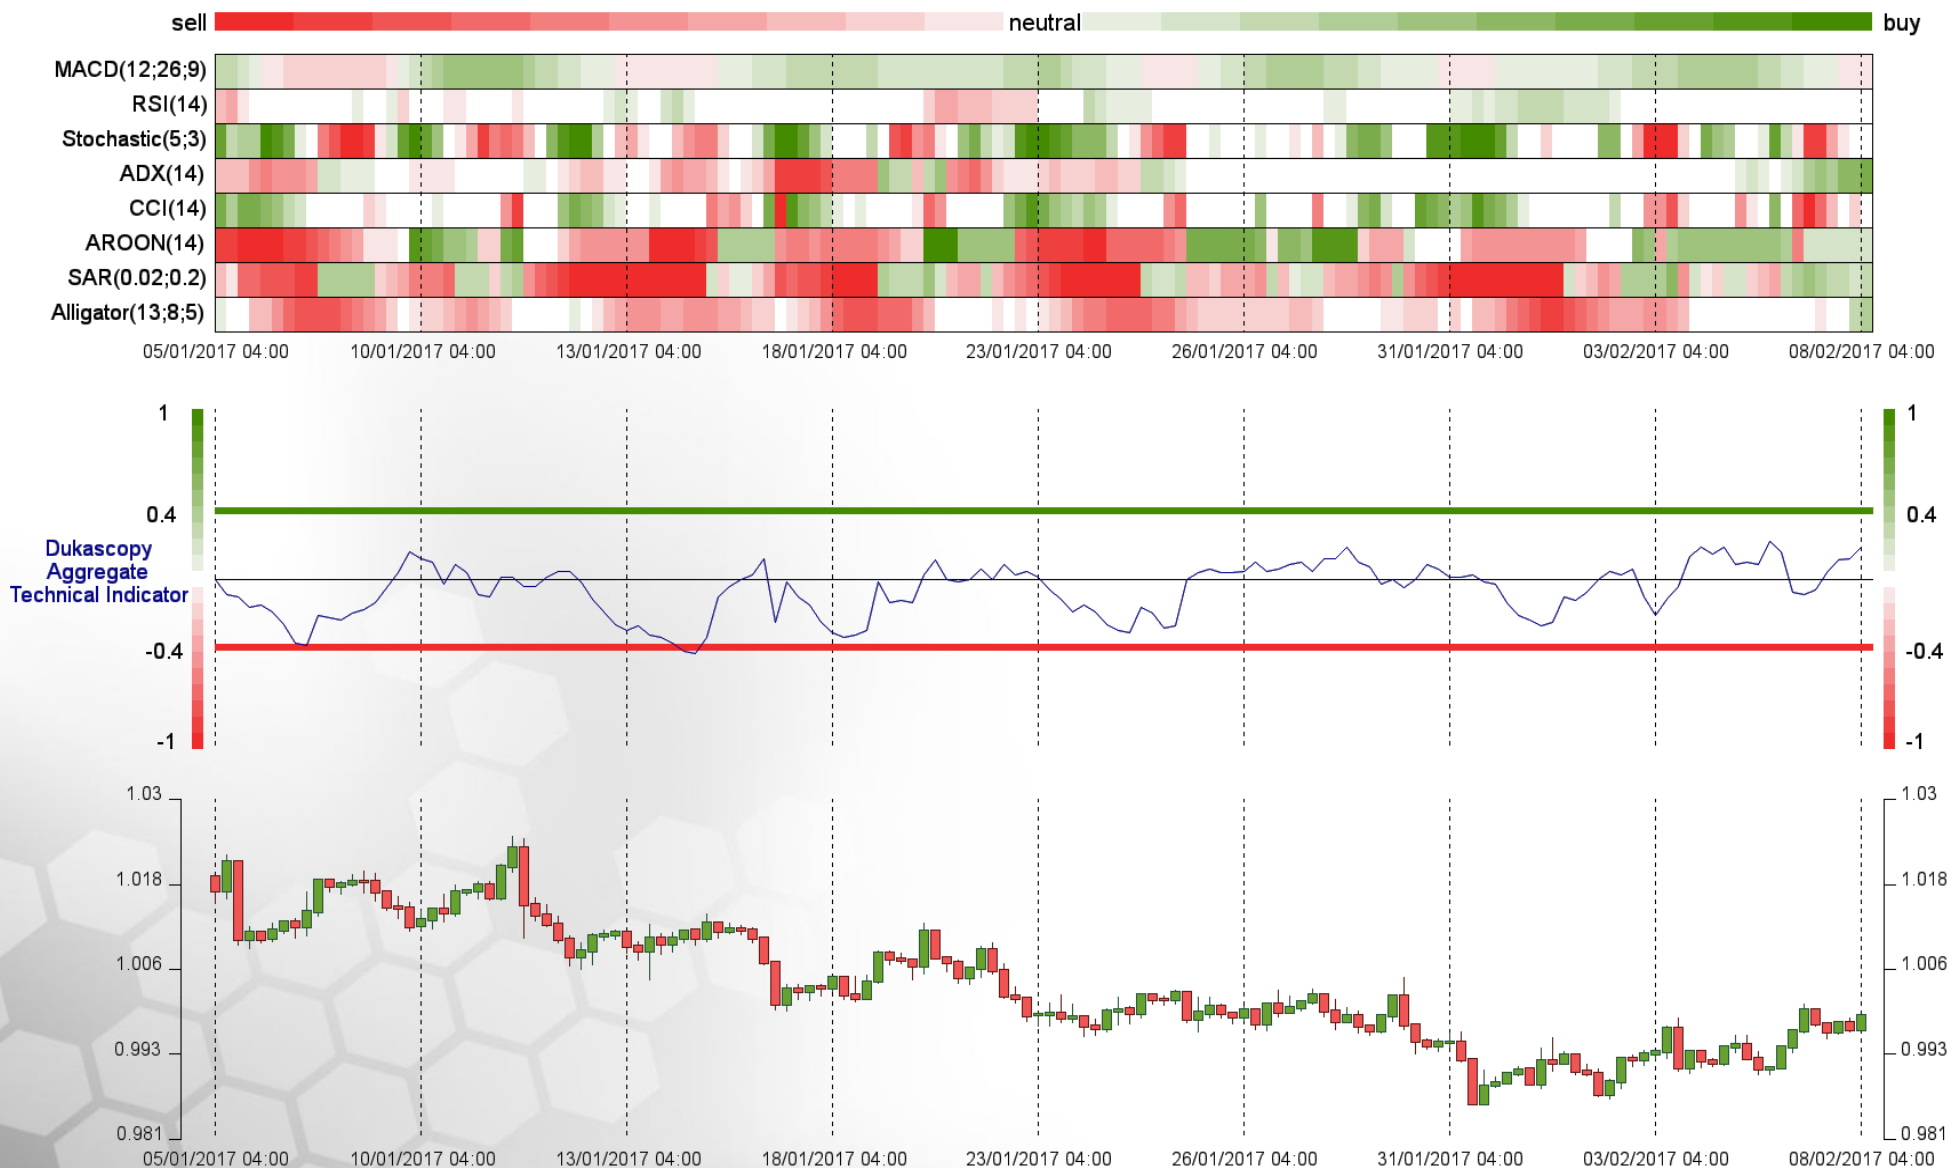 sell neutral buy
MACD(12;26;9)
RSI(14)
Stochastic(5;3)
ADX(14)
CCI(14)
AROON(14)
SAR(0.02;0.2)
Alligator(13;8;5)
05/01/2017 04:00 10/01/2017 04:00 13/01/2017 04:00 18/01/2017 04:00 23/01/2017 04:00 26/01/2017 04:00 31/01/2017 04:00 03/02/2017 04:00 08/02/2017 04:00
1 1
0.4 0.4
Dukascopy
Aggregate
Technical Indicator
-0.4 -0.4
-1 -1
1.03 1.03
1.018 1.018
1.006 1.006
0.993 0.993
0.981 0.981
05/01/2017 04:00 10/01/2017 04:00 13/01/2017 04:00 18/01/2017 04:00 23/01/2017 04:00 26/01/2017 04:00 31/01/2017 04:00 03/02/2017 04:00 08/02/2017 04:00